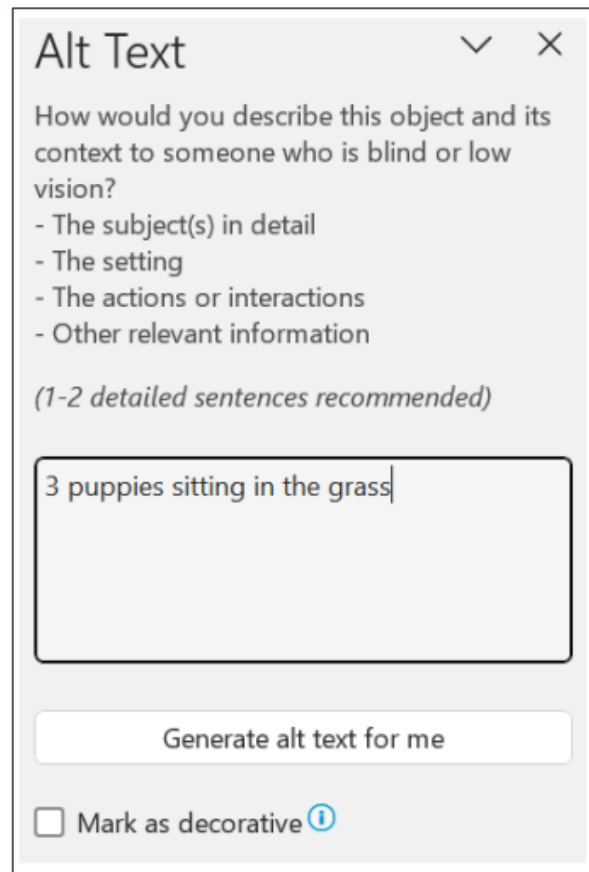 Alt Text
How would you describe this object and its
context to someone who is blind or low
vision?
- The subject(s) in detail
- The setting
- The actions or interactions
- Other relevant information
(1-2 detailed sentences recommended)
3 puppies sitting in the grass
Generate alt text for me
Mark as decorative